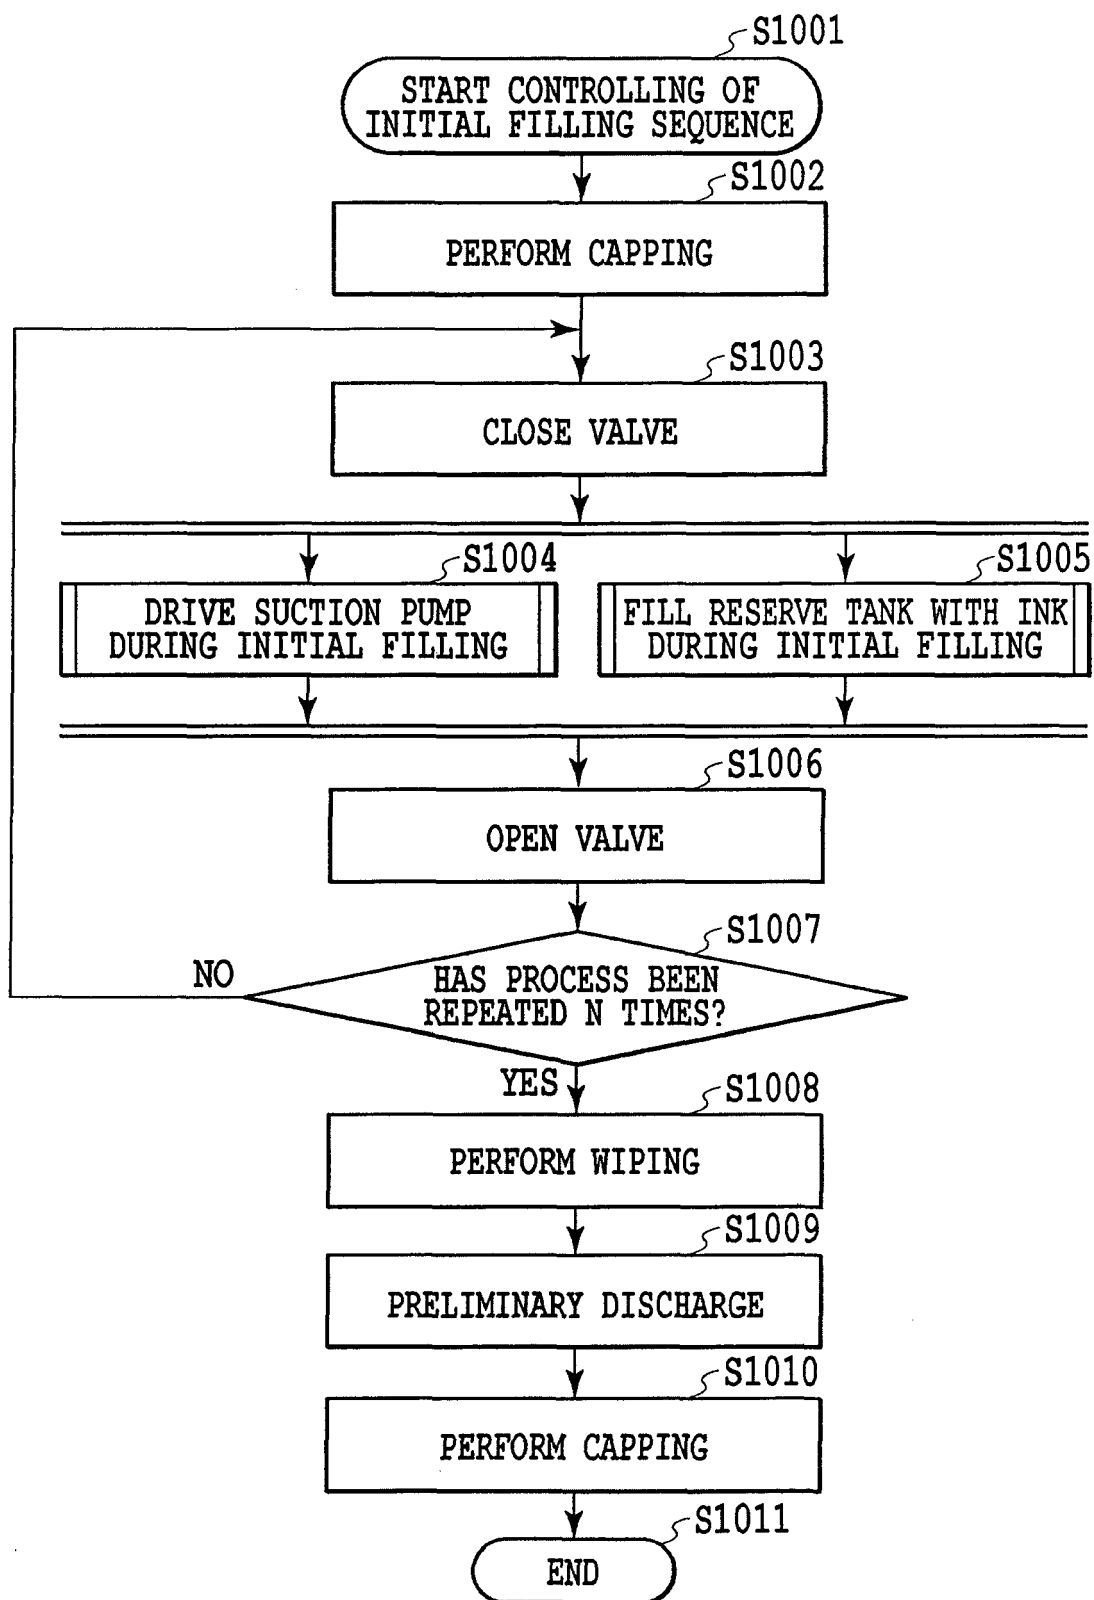 S1001
START CONTROLLING OF
INITIAL FILLING SEQUENCE
S1002
PERFORM CAPPING
S1003
CLOSE VALVE
S1004
DRIVE SUCTION PUMP
DURING INITIAL FILLING
S1005
FILL RESERVE TANK WITH INK
DURING INITIAL FILLING
S1006
OPEN VALVE
S1007
HAS PROCESS BEEN
REPEATED N TIMES?
NO
YES
S1008
PERFORM WIPING
S1009
PRELIMINARY DISCHARGE
S1010
PERFORM CAPPING
S1011
END